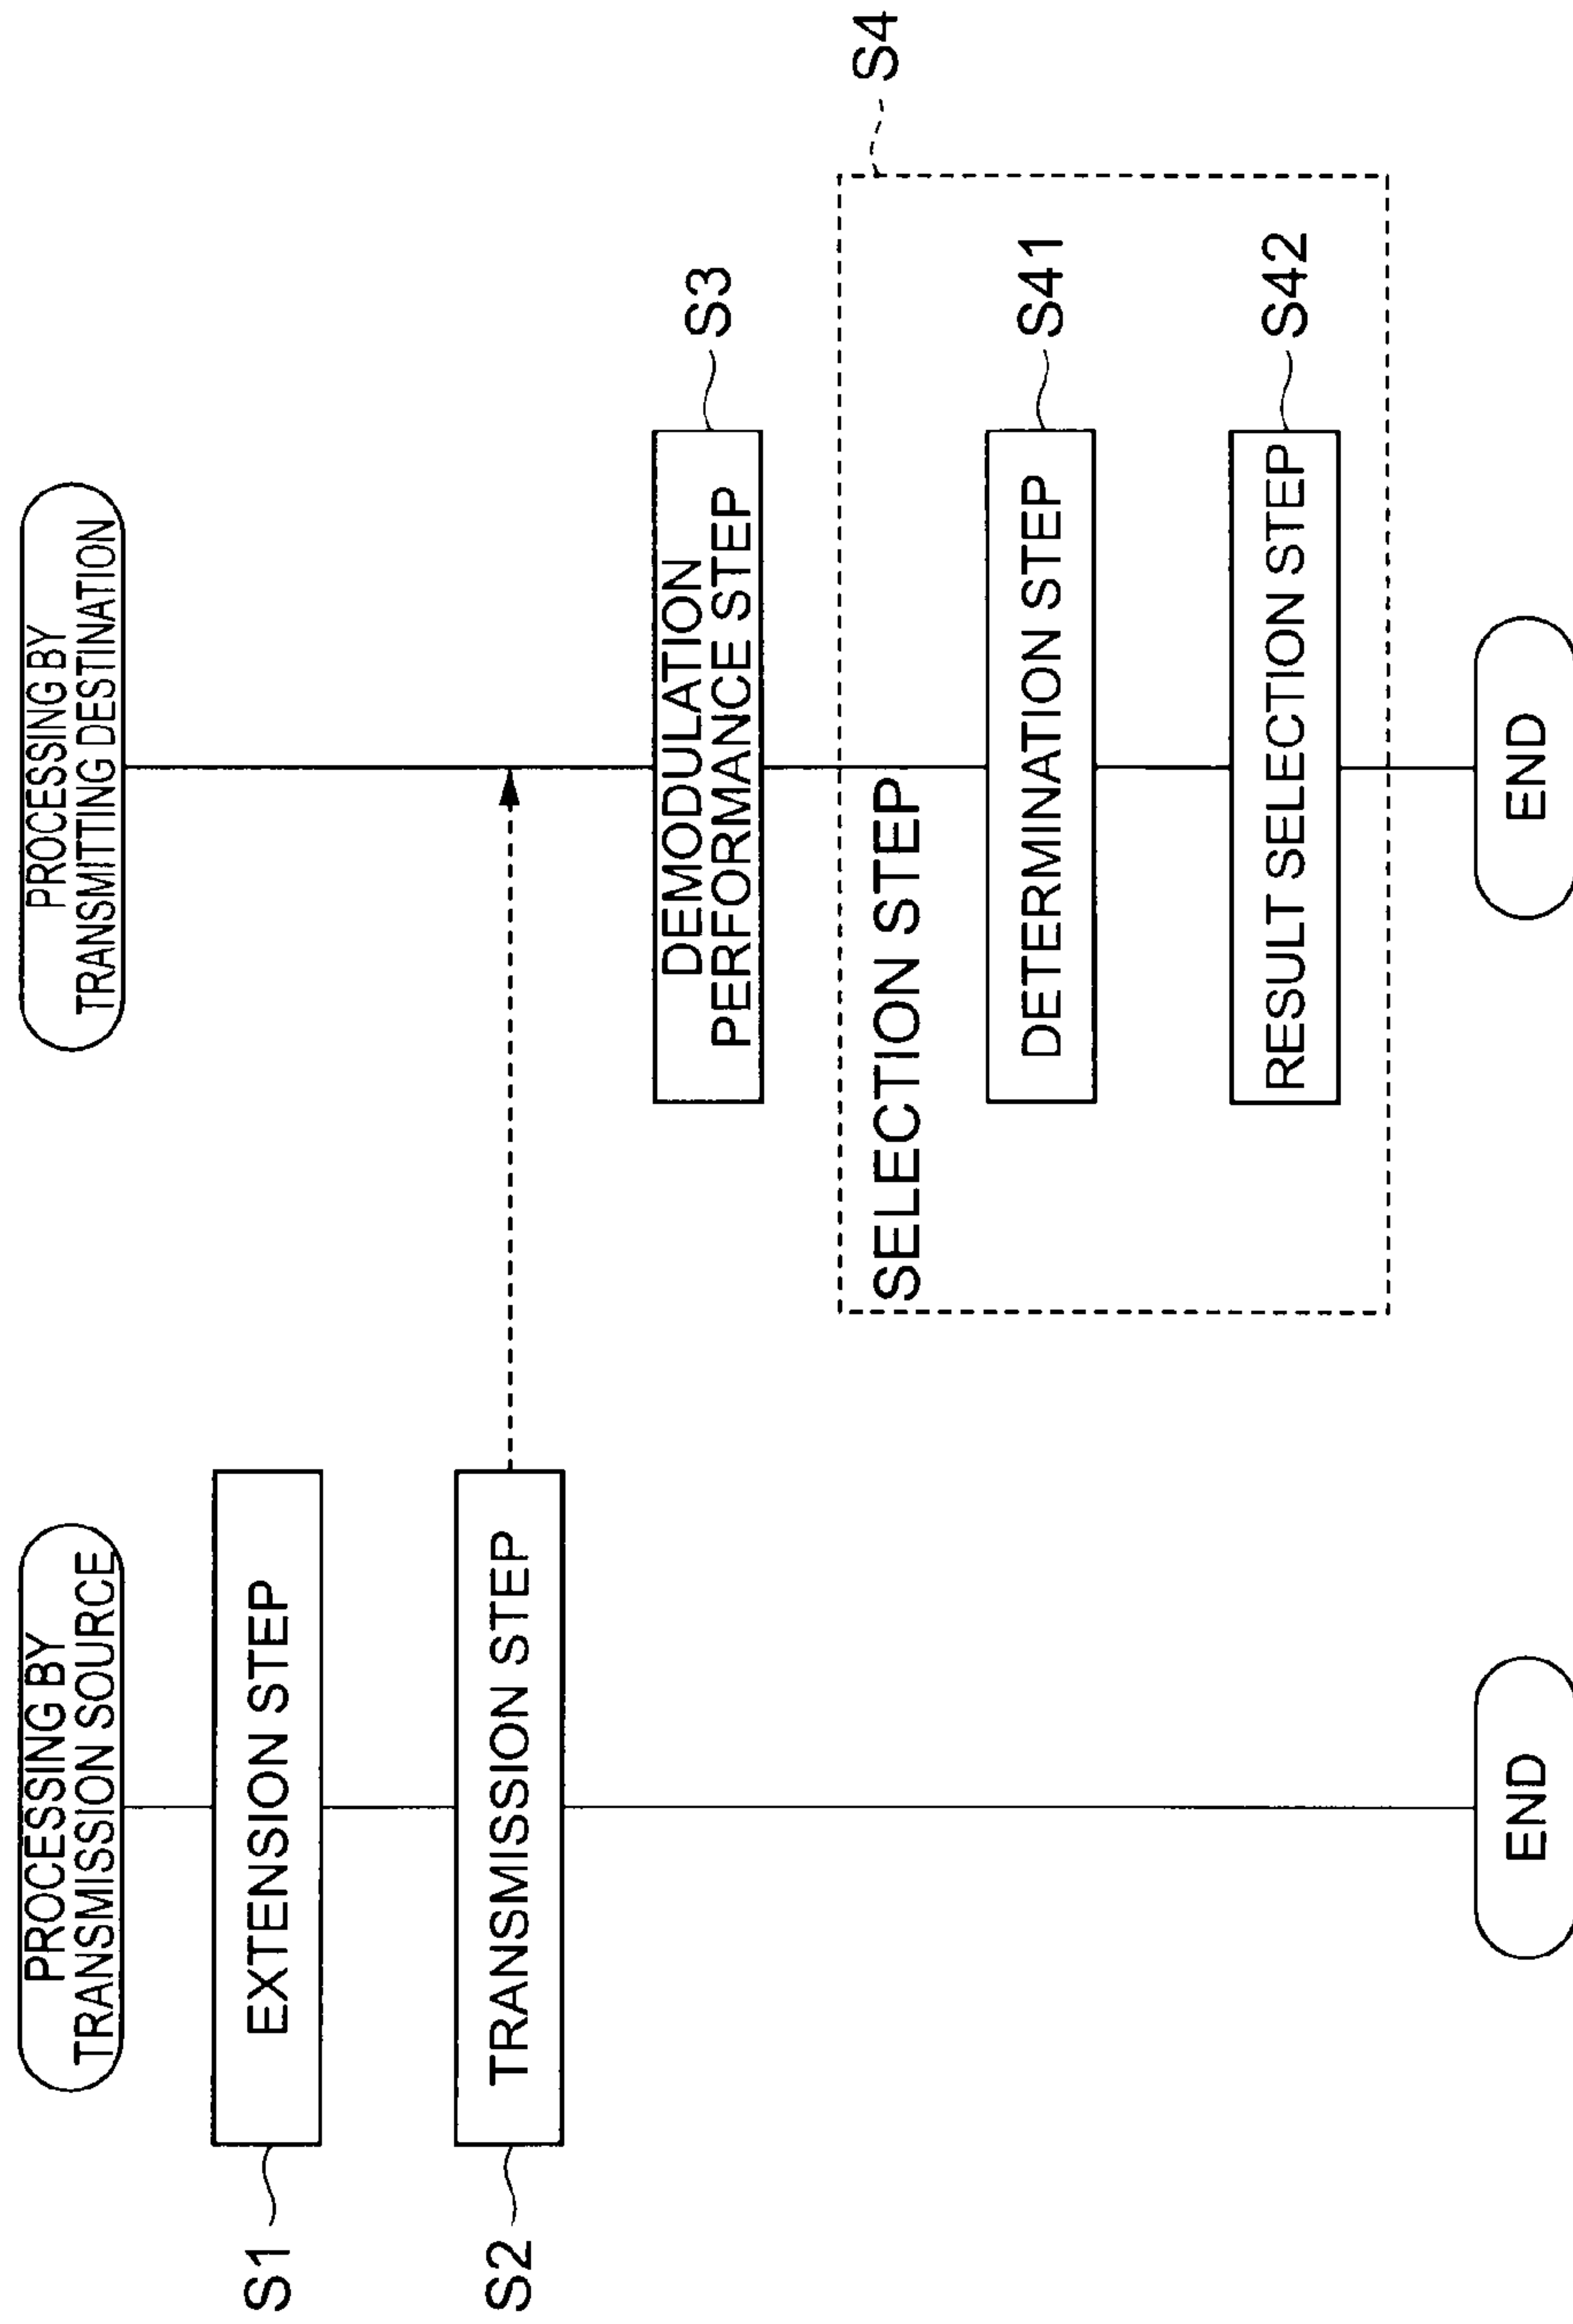 PROCESSING BY
TRANSMISSION SOURCE
S1
EXTENSION STEP
S2
TRANSMISSION STEP
END
PROCESSING BY
TRANSMITTING DESTINATION
DEMODULATION
PERFORMANCE STEP
S3
SELECTION STEP
S4
DETERMINATION STEP
S41
RESULT SELECTION STEP
S42
END